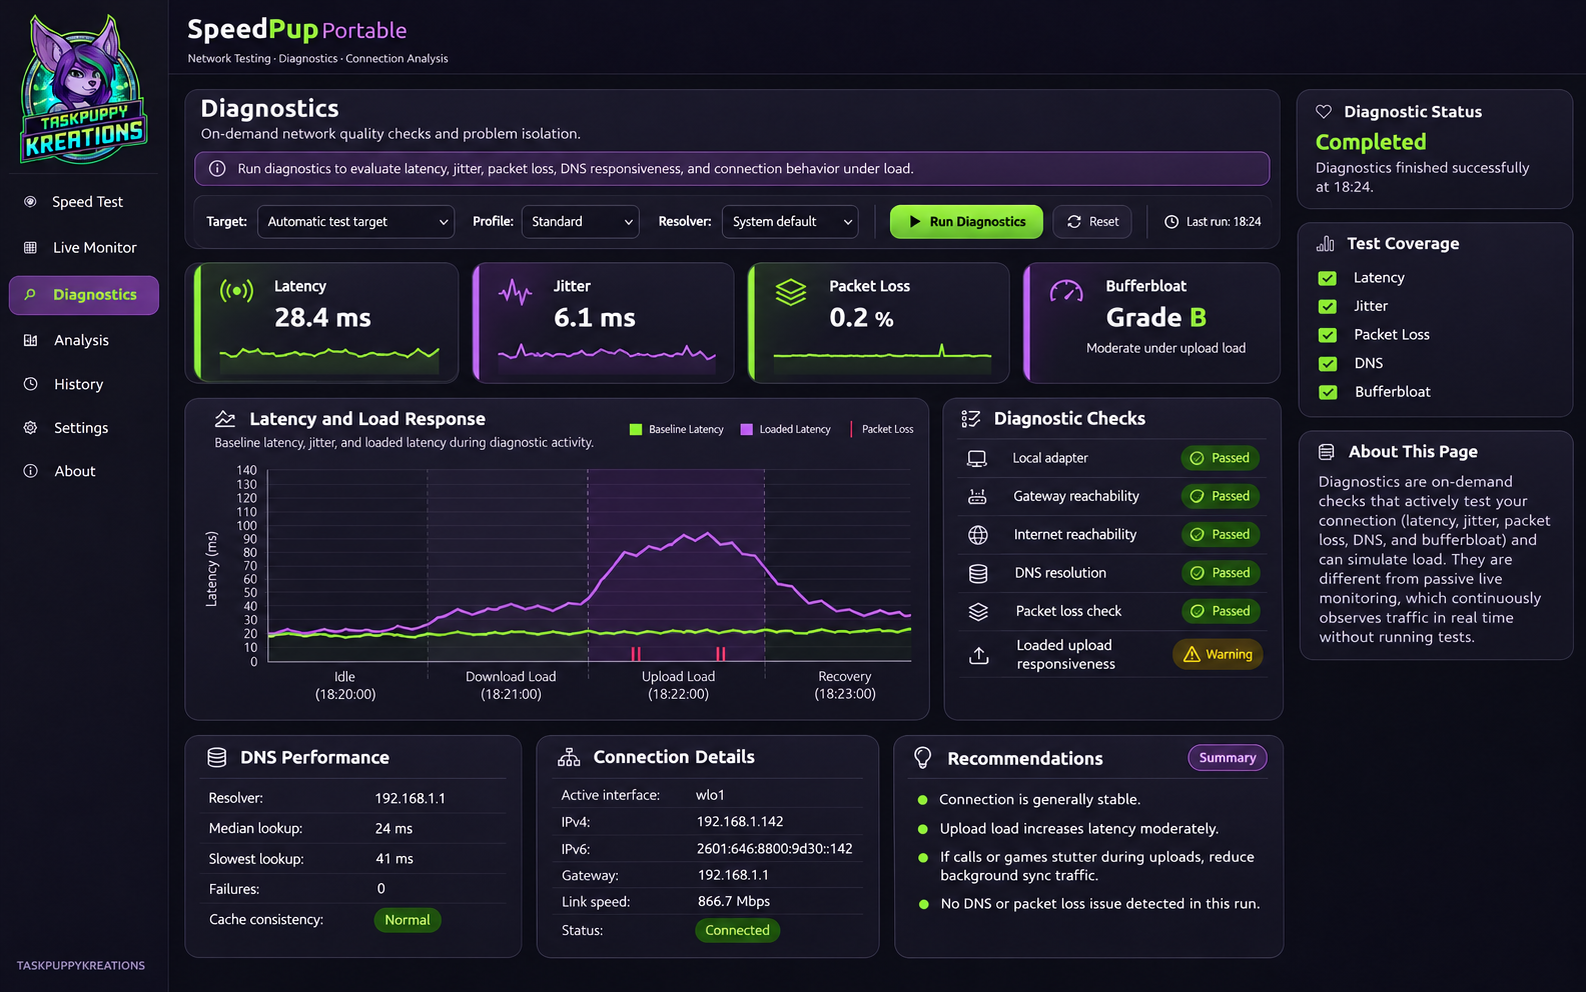 TASKPUPPY
KREATIONS
SpeedPup Portable
Network Testing · Diagnostics · Connection Analysis
Speed Test
Live Monitor
Diagnostics
Analysis
History
Settings
About
TASKPUPPYKREATIONS
Diagnostics
On-demand network quality checks and problem isolation.
Run diagnostics to evaluate latency, jitter, packet loss, DNS responsiveness, and connection behavior under load.
Target: Automatic test target Profile: Standard Resolver: System default Run Diagnostics Reset Last run: 18:24
Latency
28.4 ms
Jitter
6.1 ms
Packet Loss
0.2 %
Bufferbloat
Grade B
Moderate under upload load
Latency and Load Response
Baseline latency, jitter, and loaded latency during diagnostic activity.
Baseline Latency Loaded Latency Packet Loss
Latency (ms)
140
130
120
110
100
90
80
70
60
50
40
30
20
10
0
Idle
(18:20:00)
Download Load
(18:21:00)
Upload Load
(18:22:00)
Recovery
(18:23:00)
Diagnostic Checks
Local adapter Passed
Gateway reachability Passed
Internet reachability Passed
DNS resolution Passed
Packet loss check Passed
Loaded upload
responsiveness Warning
DNS Performance
Resolver: 192.168.1.1
Median lookup: 24 ms
Slowest lookup: 41 ms
Failures: 0
Cache consistency: Normal
Connection Details
Active interface: wlo1
IPv4: 192.168.1.142
IPv6: 2601:646:8800:9d30::142
Gateway: 192.168.1.1
Link speed: 866.7 Mbps
Status: Connected
Recommendations Summary
Connection is generally stable.
Upload load increases latency moderately.
If calls or games stutter during uploads, reduce
background sync traffic.
No DNS or packet loss issue detected in this run.
Diagnostic Status
Completed
Diagnostics finished successfully
at 18:24.
Test Coverage
Latency
Jitter
Packet Loss
DNS
Bufferbloat
About This Page
Diagnostics are on-demand
checks that actively test your
connection (latency, jitter, packet
loss, DNS, and bufferbloat) and
can simulate load. They are
different from passive live
monitoring, which continuously
observes traffic in real time
without running tests.